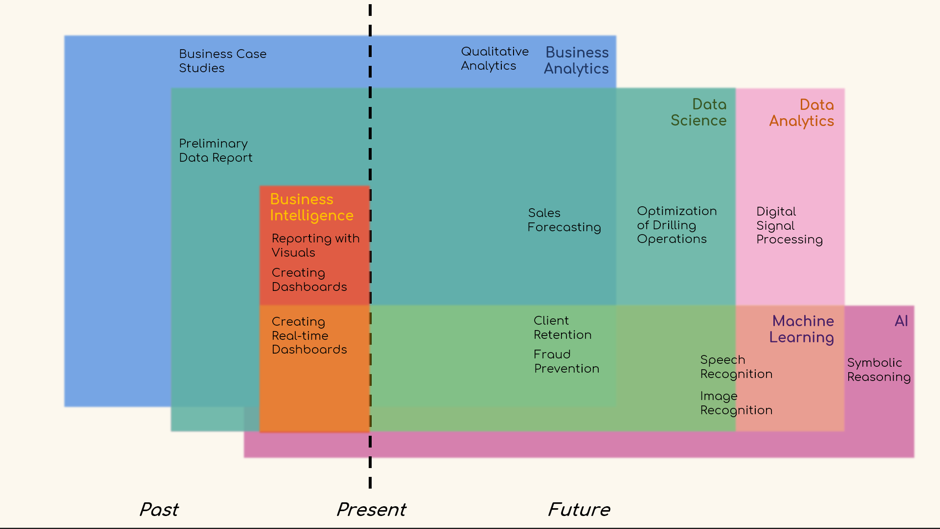 Business Case
Studies
Qualitative
Analytics
Business
Analytics
Data
Science
Data
Analytics
Preliminary
Data Report
Business
Intelligence
Reporting with
Visuals
Creating
Dashboards
Sales
Forecasting
Optimization
of Drilling
Operations
Digital
Signal
Processing
Creating
Real-time
Dashboards
Client
Retention
Fraud
Prevention
Machine
Learning
AI
Speech
Recognition
Image
Recognition
Symbolic
Reasoning
Past
Present
Future